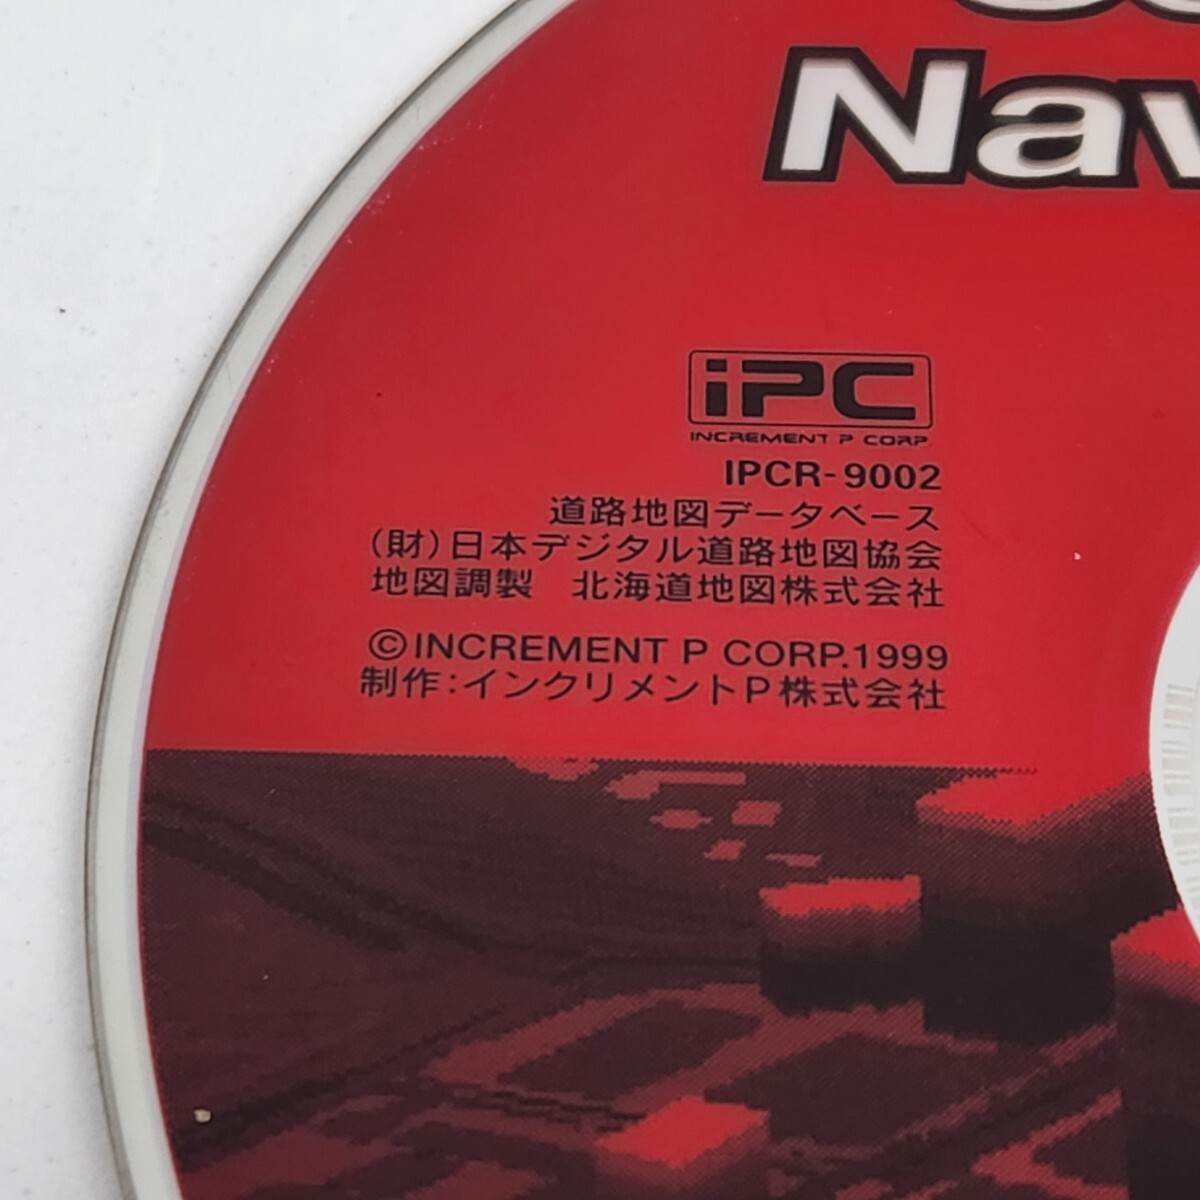 Nav
iPC
INCREMENT P CORP.
IPCR-9002
道路地図データベース
(財)日本デジタル道路地図協会
地図調製 北海道地図株式会社
©INCREMENT P CORP.1999
制作:インクリメントP株式会社